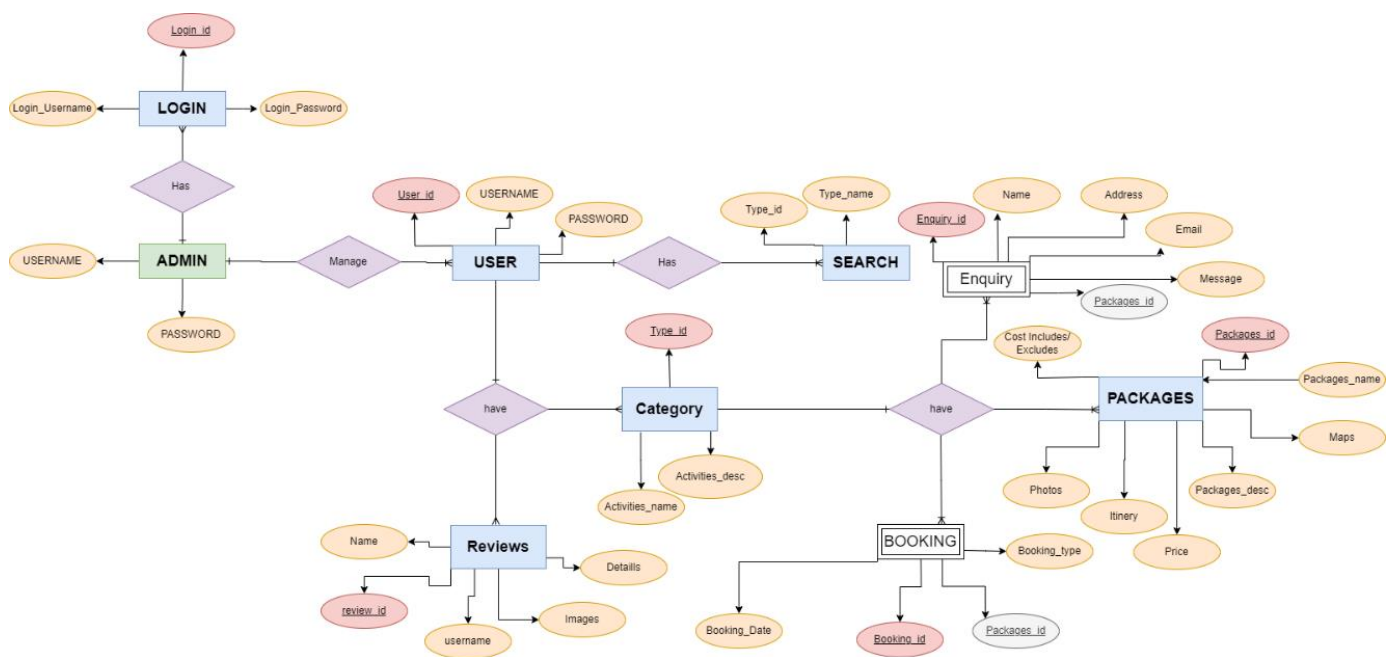 Login_id
Login_Username
LOGIN
Login_Password
Has
USERNAME
ADMIN
PASSWORD
Manage
User_id
USERNAME
PASSWORD
USER
Has
Type_id
Type_name
SEARCH
Enquiry_id
Name
Address
Email
Message
Packages_id
Enquiry
Type_id
have
Category
Activities_name
Activities_desc
have
Cost Includes/
Excludes
Packages_id
Packages_name
PACKAGES
Maps
Photos
Itinery
Price
Packages_desc
Name
Reviews
Detaills
review_id
username
Images
BOOKING
Booking_type
Booking_Date
Booking_id
Packages_id